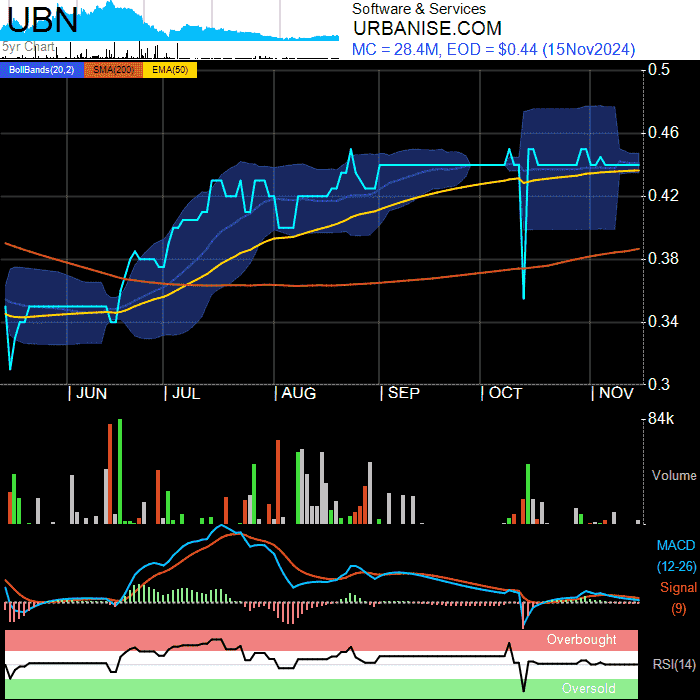 UBN
Software & Services
URBANISE.COM
5yr Chart
MC = 28.4M, EOD = $0.44 (15Nov2024)
BollBands(20,2) SMA(200) EMA(50)
0.5
0.46
0.42
0.38
0.34
0.3
| JUN | JUL | AUG | SEP | OCT | NOV
84k
Volume
MACD
(12-26)
Signal
(9)
Overbought
RSI(14)
Oversold